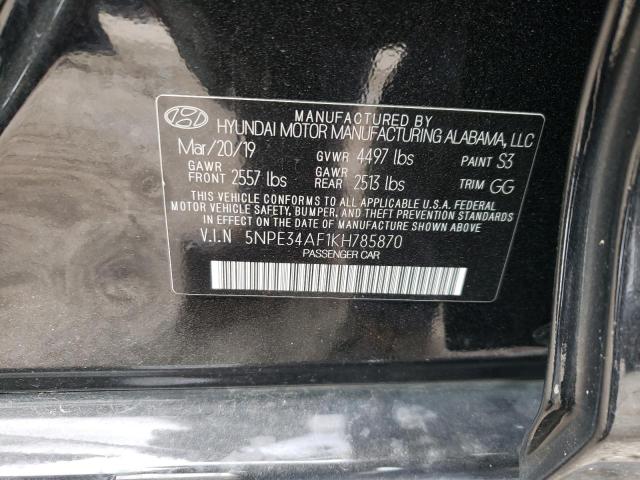 MANUFACTURED BY
HYUNDAI MOTOR MANUFACTURING ALABAMA, LLC
Mar/20/19 GVWR 4497 lbs PAINT S3
GAWR FRONT 2557 lbs GAWR REAR 2513 lbs TRIM GG
THIS VEHICLE CONFORMS TO ALL APPLICABLE U.S.A. FEDERAL
MOTOR VEHICLE SAFETY, BUMPER, AND THEFT PREVENTION STANDARDS
IN EFFECT ON THE DATE OF MANUFACTURE SHOWN ABOVE.
V.I.N 5NPE34AF1KH785870
PASSENGER CAR